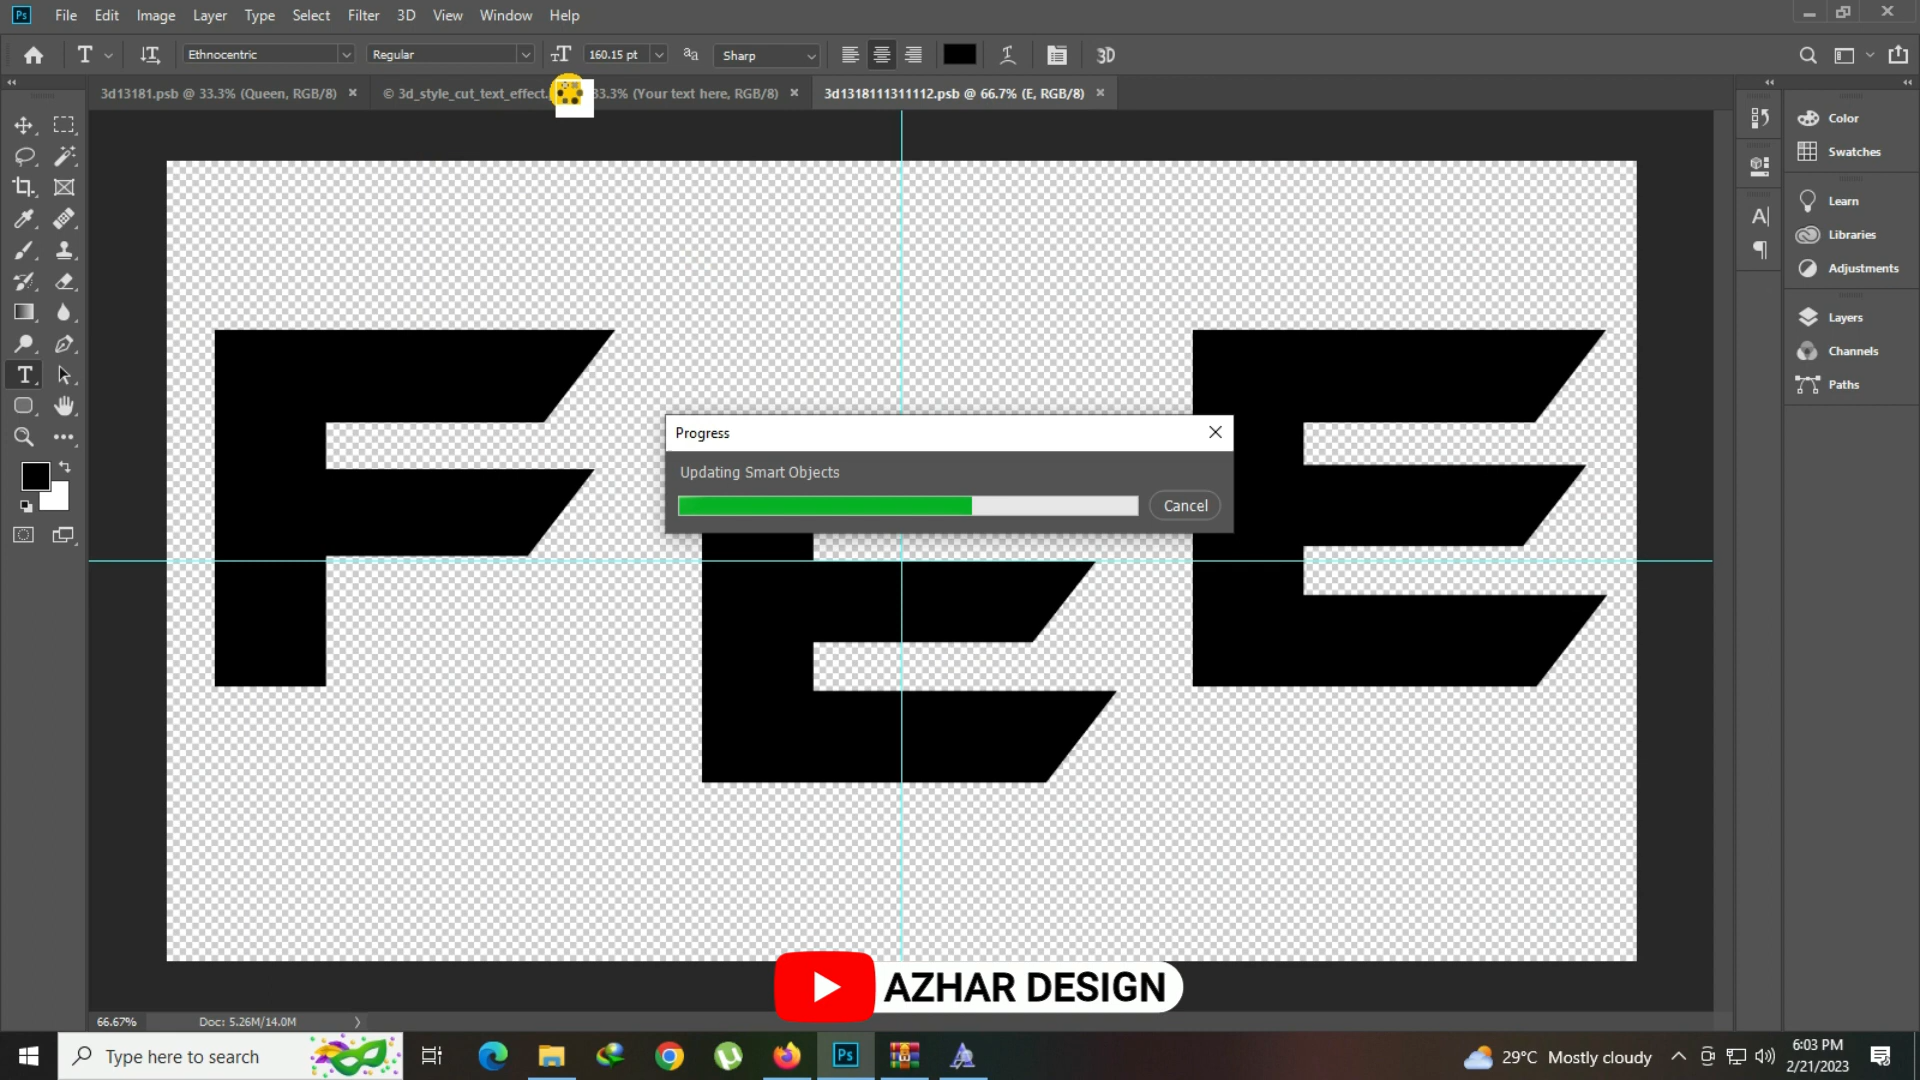 Ps File Edit Image Layer Type Select Filter 3D View Window Help
T Ethnocentric Regular 160.15 pt aa Sharp 3D
3d13181.psb @ 33.3% (Queen, RGB/8) × © 3d_style_cut_text_effect. 33.3% (Your text here, RGB/8) × 3d1318111311112.psb @ 66.7% (E, RGB/8) ×
Color
Swatches
Learn
Libraries
Adjustments
Layers
Channels
Paths
F E E
Progress
Updating Smart Objects
Cancel
AZHAR DESIGN
66.67% Doc: 5.26M/14.0M
Type here to search
Ps
29°C Mostly cloudy
6:03 PM
2/21/2023